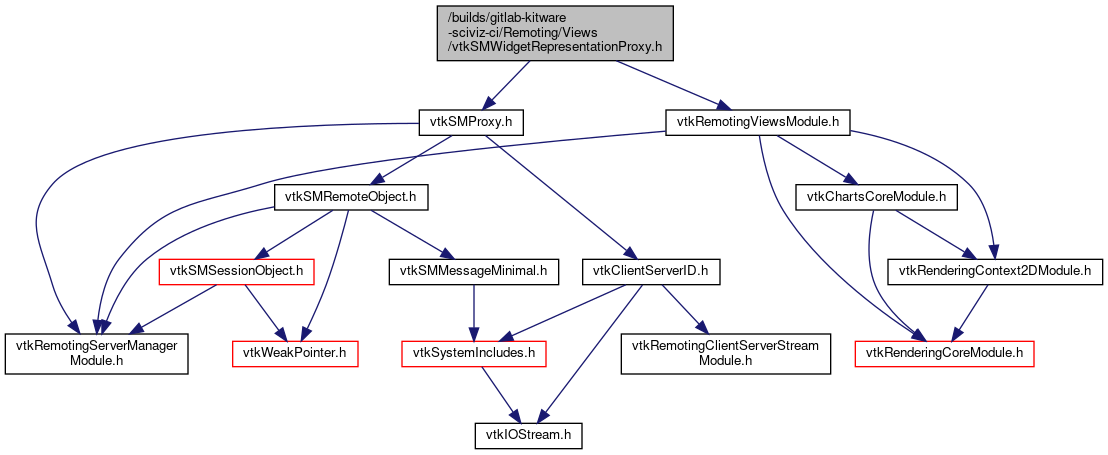 /builds/gitlab-kitware
-sciviz-ci/Remoting/Views
/vtkSMWidgetRepresentationProxy.h
vtkSMProxy.h
vtkRemotingViewsModule.h
vtkSMRemoteObject.h
vtkChartsCoreModule.h
vtkSMSessionObject.h
vtkSMMessageMinimal.h
vtkClientServerID.h
vtkRenderingContext2DModule.h
vtkRemotingServerManager
Module.h
vtkWeakPointer.h
vtkSystemIncludes.h
vtkRemotingClientServerStream
Module.h
vtkRenderingCoreModule.h
vtkIOStream.h